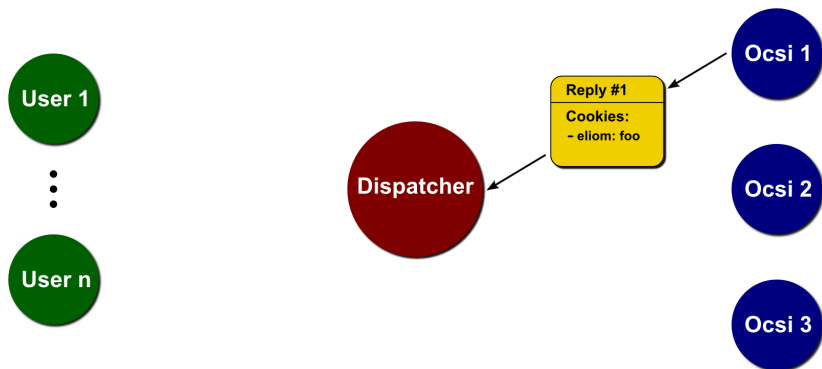 User 1
User n
Dispatcher
Reply #1
Cookies:
- eliom: foo
Ocsi 1
Ocsi 2
Ocsi 3